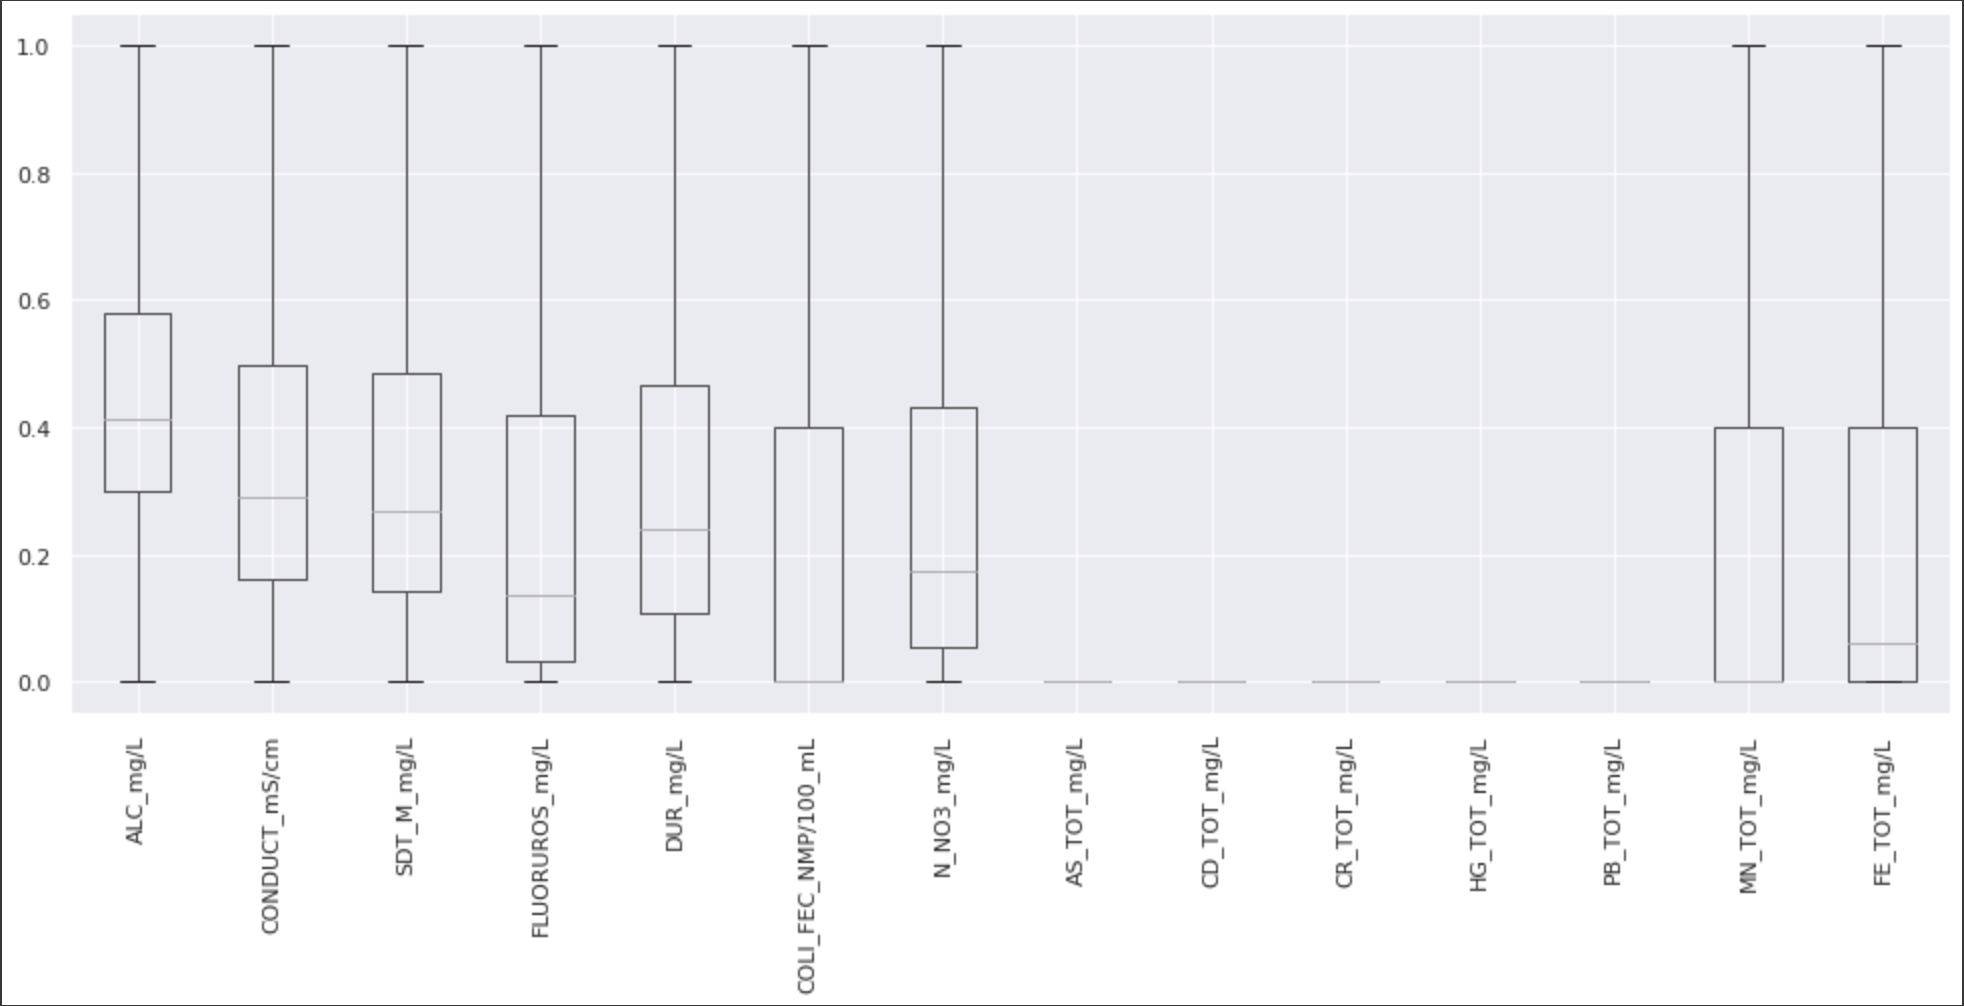 1.0
0.8
0.6
0.4
0.2
0.0
ALC_mg/L
CONDUCT_mS/cm
SDT_M_mg/L
FLUORUROS_mg/L
DUR_mg/L
COLI_FEC_NMP/100_mL
N_NO3_mg/L
AS_TOT_mg/L
CD_TOT_mg/L
CR_TOT_mg/L
HG_TOT_mg/L
PB_TOT_mg/L
MN_TOT_mg/L
FE_TOT_mg/L